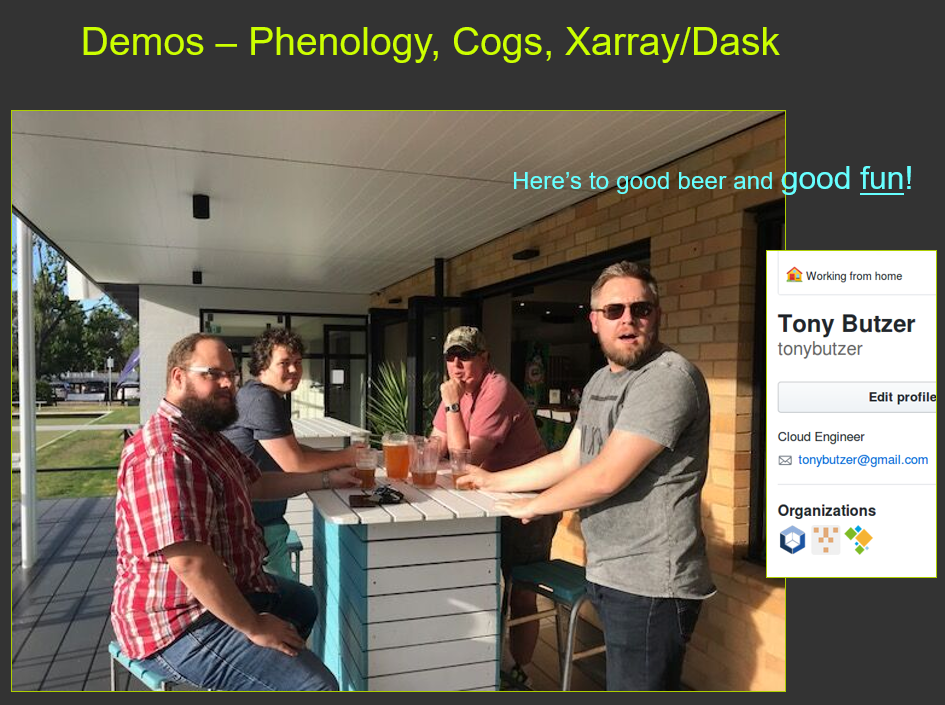 Demos – Phenology, Cogs, Xarray/Dask
Here's to good beer and good fun!
Working from home
Tony Butzer
tonybutzer
Edit profile
Cloud Engineer
tonybutzer@gmail.com
Organizations